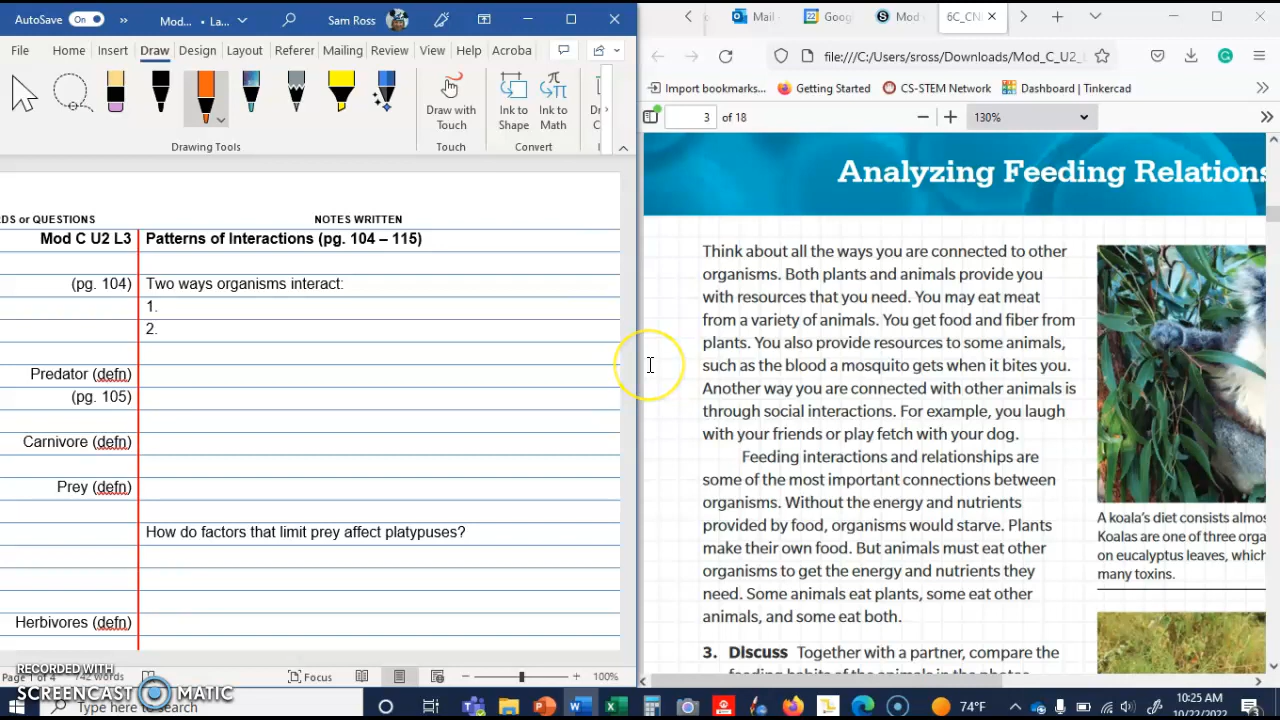 AutoSave On Mod... • La... Sam Ross
File Home Insert Draw Design Layout Referer Mailing Review View Help Acroba
Draw with Touch
Ink to Shape
Ink to Math
Drawing Tools Touch Convert
DS or QUESTIONS NOTES WRITTEN
Mod C U2 L3 Patterns of Interactions (pg. 104 – 115)
(pg. 104) Two ways organisms interact:
1.
2.
Predator (defn)
(pg. 105)
Carnivore (defn)
Prey (defn)
How do factors that limit prey affect platypuses?
Herbivores (defn)
Page 1 of 4 words Focus 100%
RECORDED WITH
SCREENCAST MATIC
Type here to search
Mail Goog Mod 6C_CN
file:///C:/Users/sross/Downloads/Mod_C_U2_L
Import bookmarks... Getting Started CS-STEM Network Dashboard | Tinkercad
3 of 18 130%
Analyzing Feeding Relations
Think about all the ways you are connected to other
organisms. Both plants and animals provide you
with resources that you need. You may eat meat
from a variety of animals. You get food and fiber from
plants. You also provide resources to some animals,
such as the blood a mosquito gets when it bites you.
Another way you are connected with other animals is
through social interactions. For example, you laugh
with your friends or play fetch with your dog.
Feeding interactions and relationships are
some of the most important connections between
organisms. Without the energy and nutrients
provided by food, organisms would starve. Plants
make their own food. But animals must eat other
organisms to get the energy and nutrients they
need. Some animals eat plants, some eat other
animals, and some eat both.
3. Discuss Together with a partner, compare the
feeding habits of the animals in the photos
A koala's diet consists almos
Koalas are one of three orga
on eucalyptus leaves, which
many toxins.
74°F 10:25 AM
10/22/2022